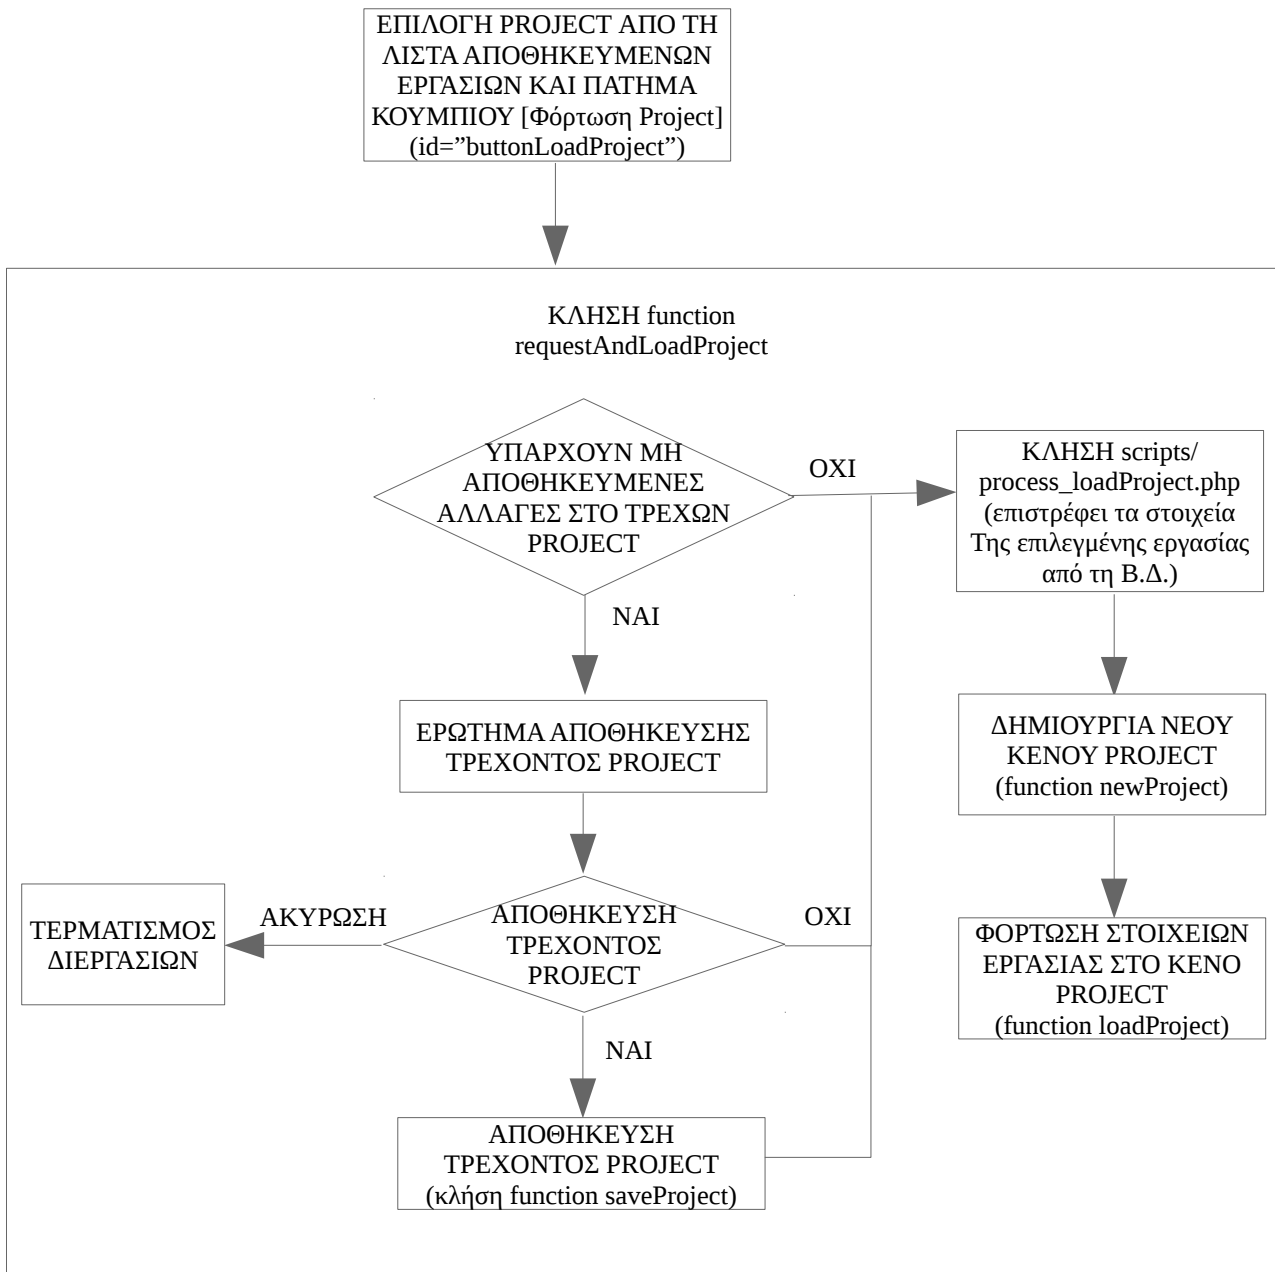 ΕΠΙΛΟΓΗ PROJECT ΑΠΟ ΤΗ
ΛΙΣΤΑ ΑΠΟΘΗΚΕΥΜΕΝΩΝ
ΕΡΓΑΣΙΩΝ ΚΑΙ ΠΑΤΗΜΑ
ΚΟΥΜΠΙΟΥ [Φόρτωση Project]
(id=”buttonLoadProject”)
ΚΛΗΣΗ function
requestAndLoadProject
ΥΠΑΡΧΟΥΝ ΜΗ
ΑΠΟΘΗΚΕΥΜΕΝΕΣ
ΑΛΛΑΓΕΣ ΣΤΟ ΤΡΕΧΩΝ
PROJECT
ΟΧΙ
ΚΛΗΣΗ scripts/
process_loadProject.php
(επιστρέφει τα στοιχεία
Της επιλεγμένης εργασίας
από τη Β.Δ.)
ΝΑΙ
ΕΡΩΤΗΜΑ ΑΠΟΘΗΚΕΥΣΗΣ
ΤΡΕΧΟΝΤΟΣ PROJECT
ΔΗΜΙΟΥΡΓΙΑ ΝΕΟΥ
ΚΕΝΟΥ PROJECT
(function newProject)
ΤΕΡΜΑΤΙΣΜΟΣ
ΔΙΕΡΓΑΣΙΩΝ
ΑΚΥΡΩΣΗ
ΑΠΟΘΗΚΕΥΣΗ
ΤΡΕΧΟΝΤΟΣ
PROJECT
ΟΧΙ
ΦΟΡΤΩΣΗ ΣΤΟΙΧΕΙΩΝ
ΕΡΓΑΣΙΑΣ ΣΤΟ ΚΕΝΟ
PROJECT
(function loadProject)
ΝΑΙ
ΑΠΟΘΗΚΕΥΣΗ
ΤΡΕΧΟΝΤΟΣ PROJECT
(κλήση function saveProject)